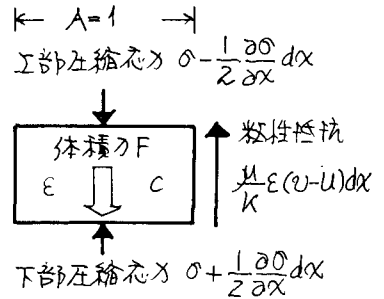 A=1
上部圧縮応力 σ-1/2 ∂σ/∂x dx
体積力F
ε C
粘性抵抗
μ/K ε(v-u)dx
下部圧縮応力 σ+1/2 ∂σ/∂x dx